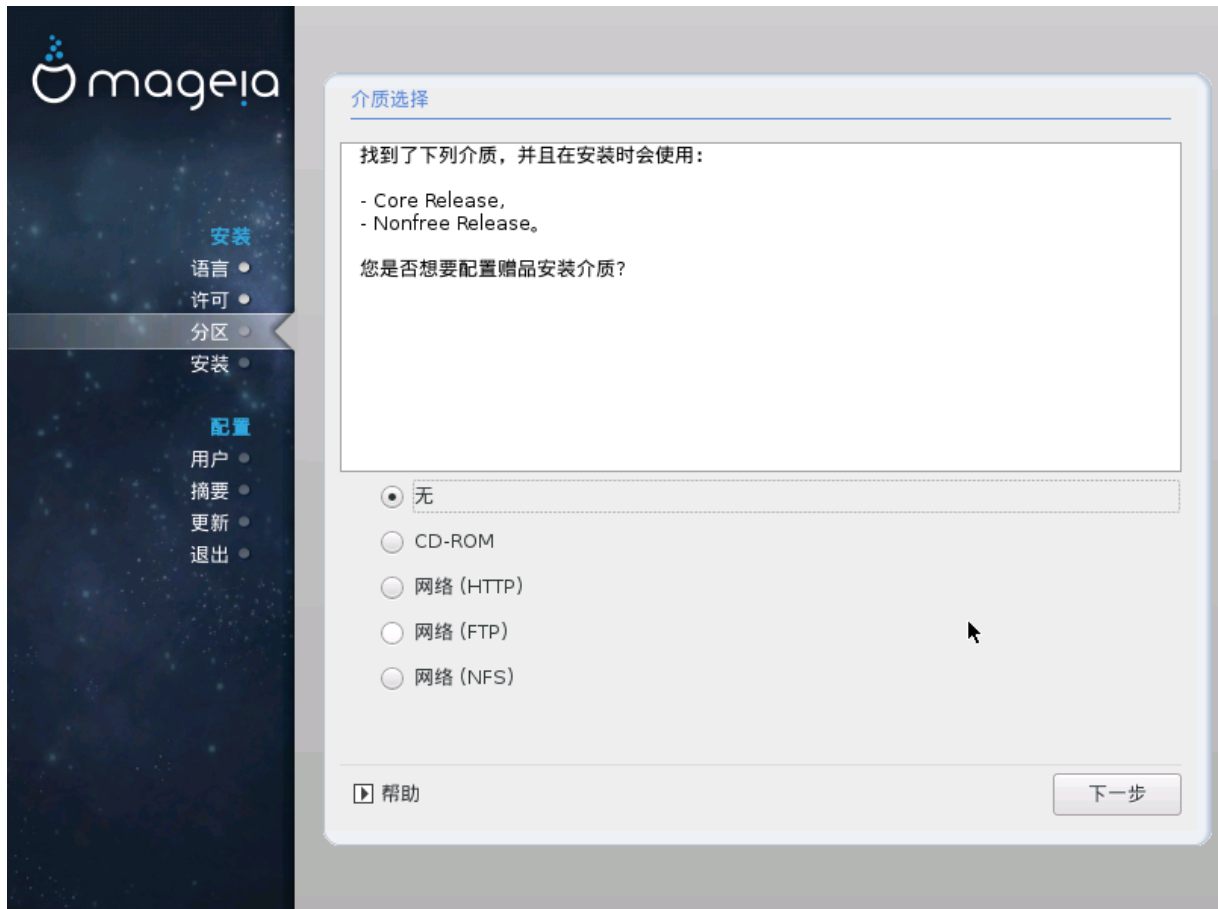 mageia
安装
语言
许可
分区
安装
配置
用户
摘要
更新
退出
介质选择
找到了下列介质，并且在安装时会使用：
- Core Release,
- Nonfree Release。
您是否想要配置赠品安装介质？
无
CD-ROM
网络 (HTTP)
网络 (FTP)
网络 (NFS)
帮助
下一步